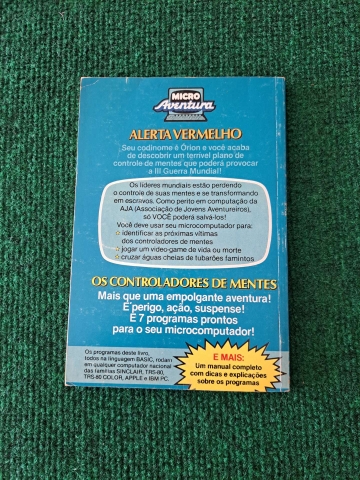 MICRO
Aventura
ALERTA VERMELHO
Seu codinome é Órion e você acaba
de descobrir um terrível plano de
controle de mentes que poderá provocar
a III Guerra Mundial!
Os líderes mundiais estão perdendo
o controle de suas mentes e se transformando
em escravos. Como perito em computação da
AJA (Associação de Jovens Aventureiros),
só VOCÊ poderá salvá-los!
Você deve usar seu microcomputador para:
☆ identificar as próximas vítimas
dos controladores de mentes
☆ jogar um video-game de vida ou morte
☆ cruzar águas cheias de tubarões famintos
OS CONTROLADORES DE MENTES
Mais que uma empolgante aventura!
É perigo, ação, suspense!
E 7 programas prontos
para o seu microcomputador!
Os programas deste livro,
todos na linguagem BASIC, rodam
em qualquer computador nacional
das famílias SINCLAIR, TRS-80,
TRS-80 COLOR, APPLE e IBM PC.
E MAIS:
Um manual completo
com dicas e explicações
sobre os programas